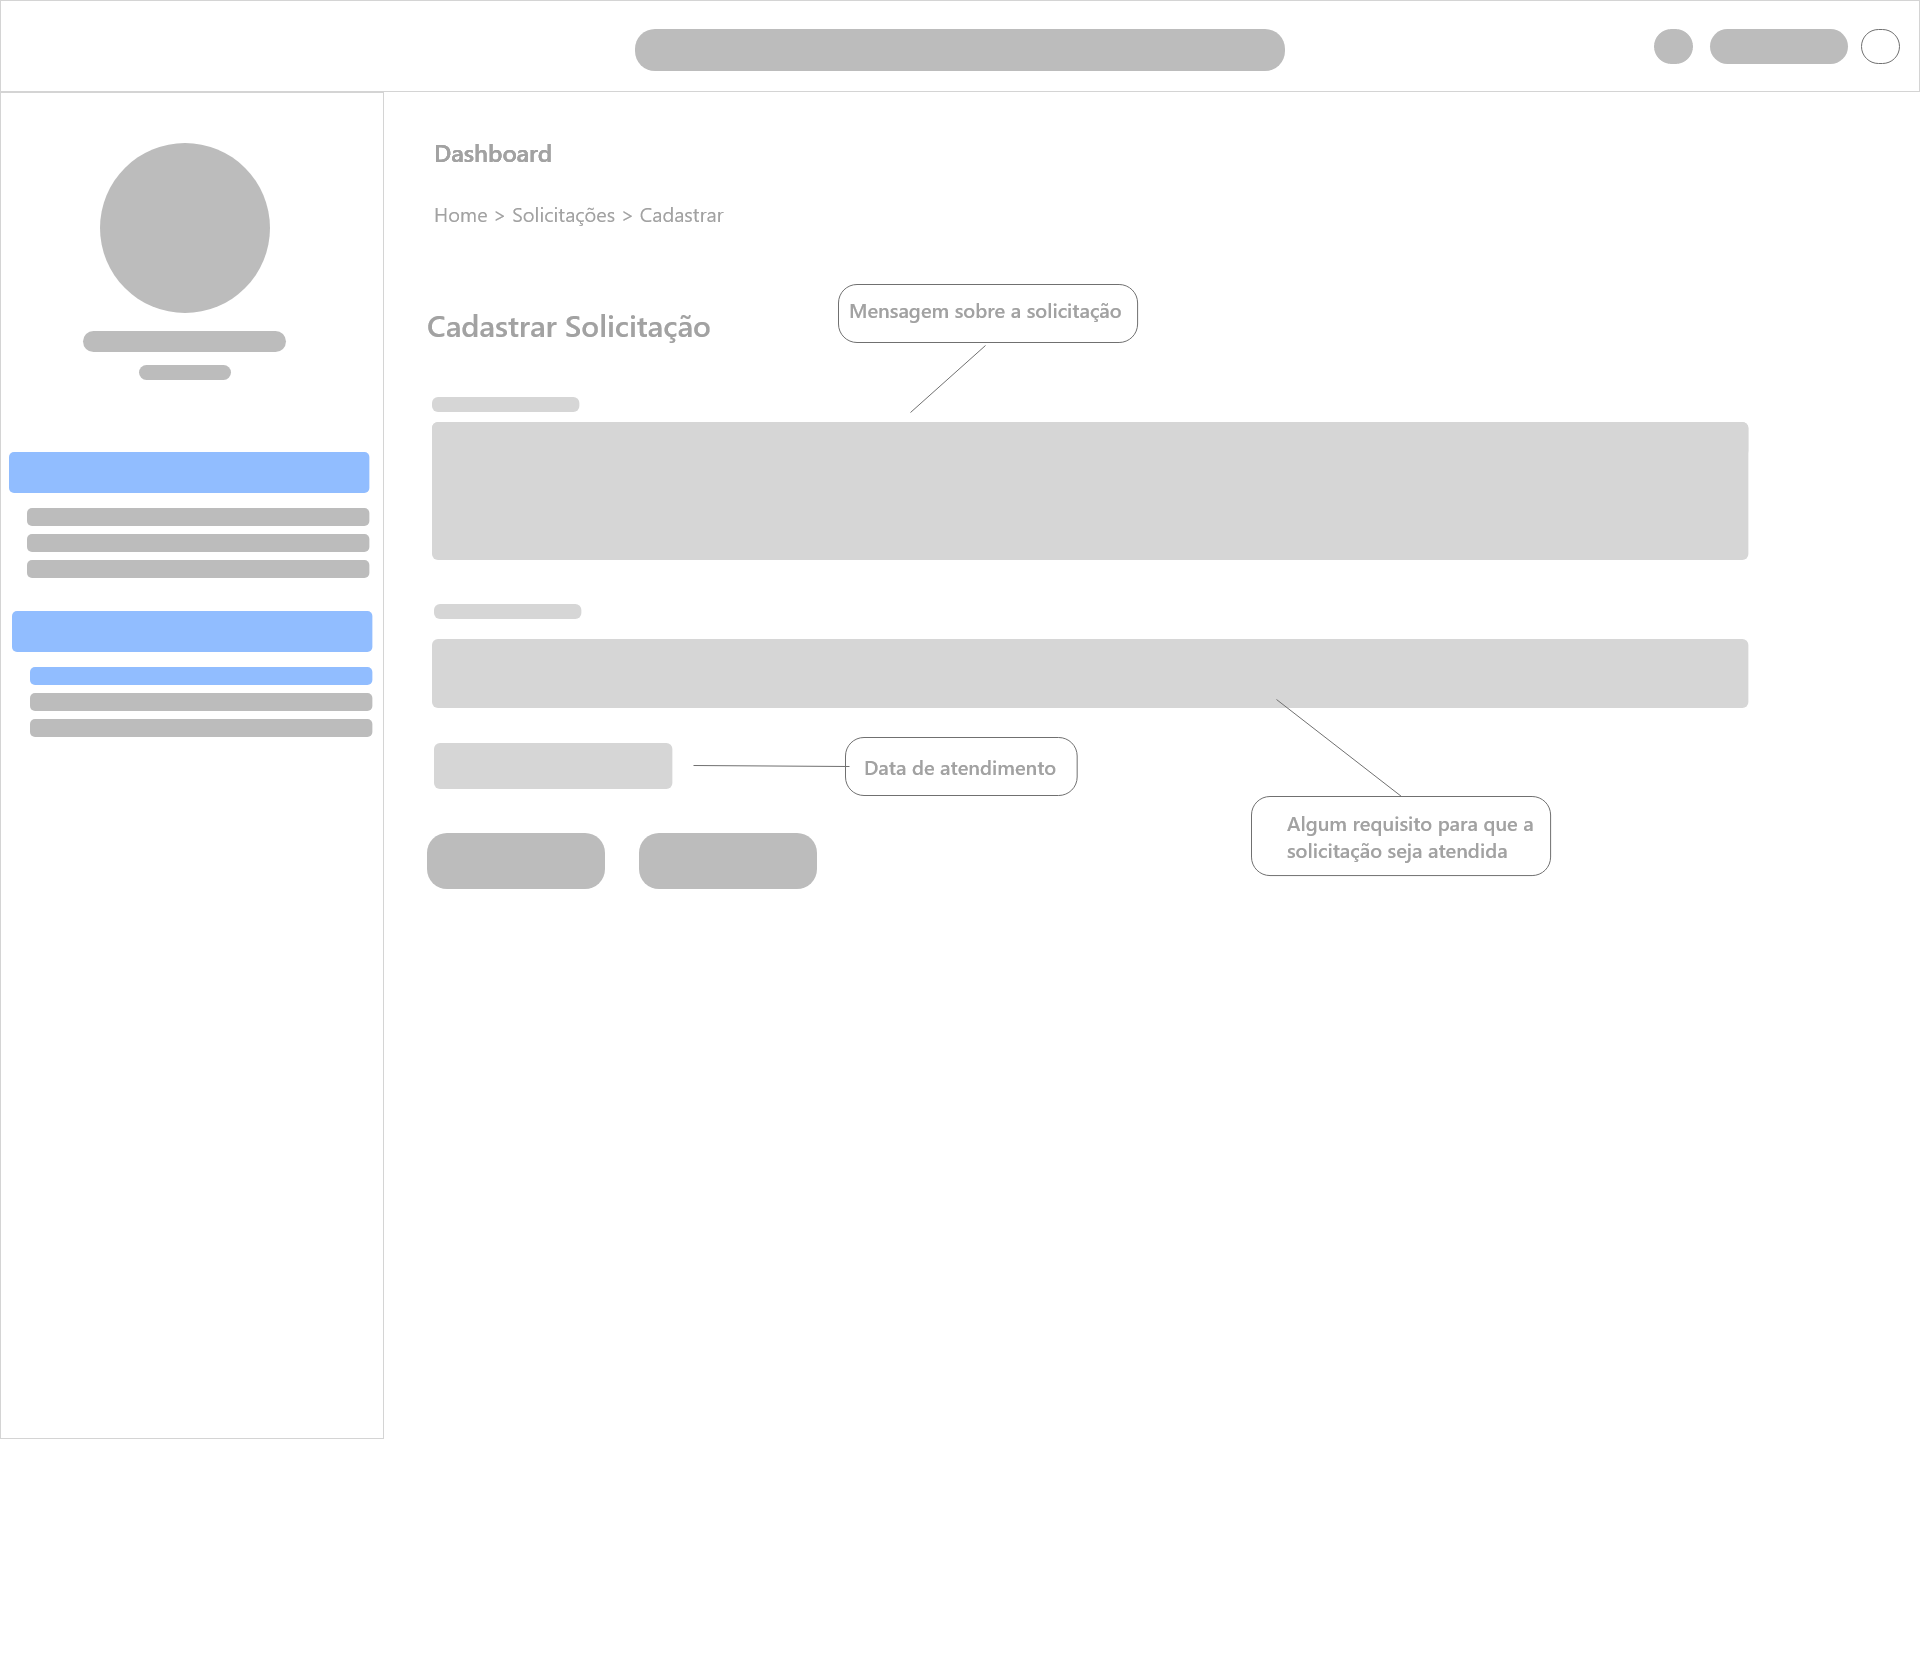 Dashboard
Home > Solicitações > Cadastrar
Mensagem sobre a solicitação
Cadastrar Solicitação
Data de atendimento
Algum requisito para que a
solicitação seja atendida